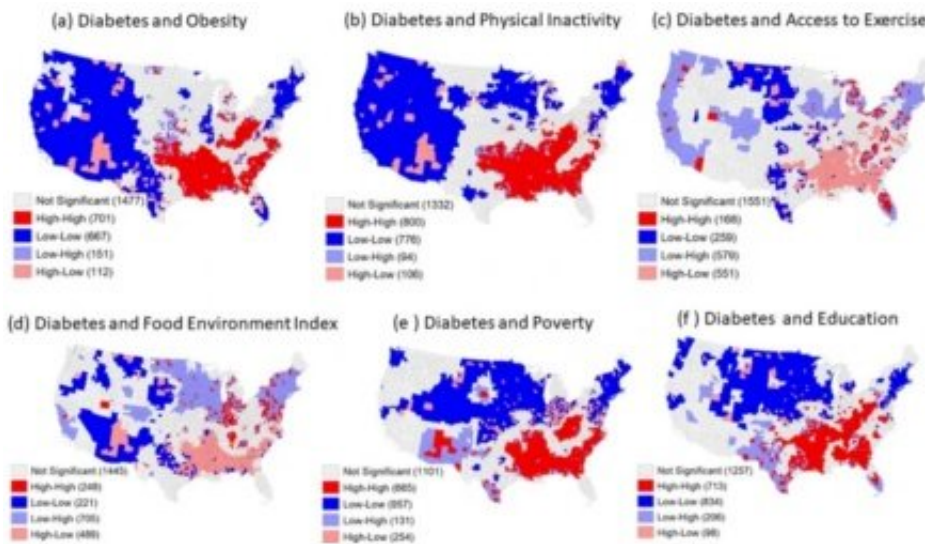 (a) Diabetes and Obesity
Not Significant (1477)
High-High (701)
Low-Low (667)
Low-High (151)
High-Low (112)
(b) Diabetes and Physical Inactivity
Not Significant (1332)
High-High (800)
Low-Low (776)
Low-High (94)
High-Low (106)
(c) Diabetes and Access to Exercise
Not Significant (1551)
High-High (168)
Low-Low (259)
Low-High (579)
High-Low (551)
(d) Diabetes and Food Environment Index
Not Significant (1445)
High-High (248)
Low-Low (221)
Low-High (705)
High-Low (489)
(e ) Diabetes and Poverty
Not Significant (1101)
High-High (665)
Low-Low (957)
Low-High (131)
High-Low (254)
(f ) Diabetes and Education
Not Significant (1257)
High-High (713)
Low-Low (834)
Low-High (206)
High-Low (98)